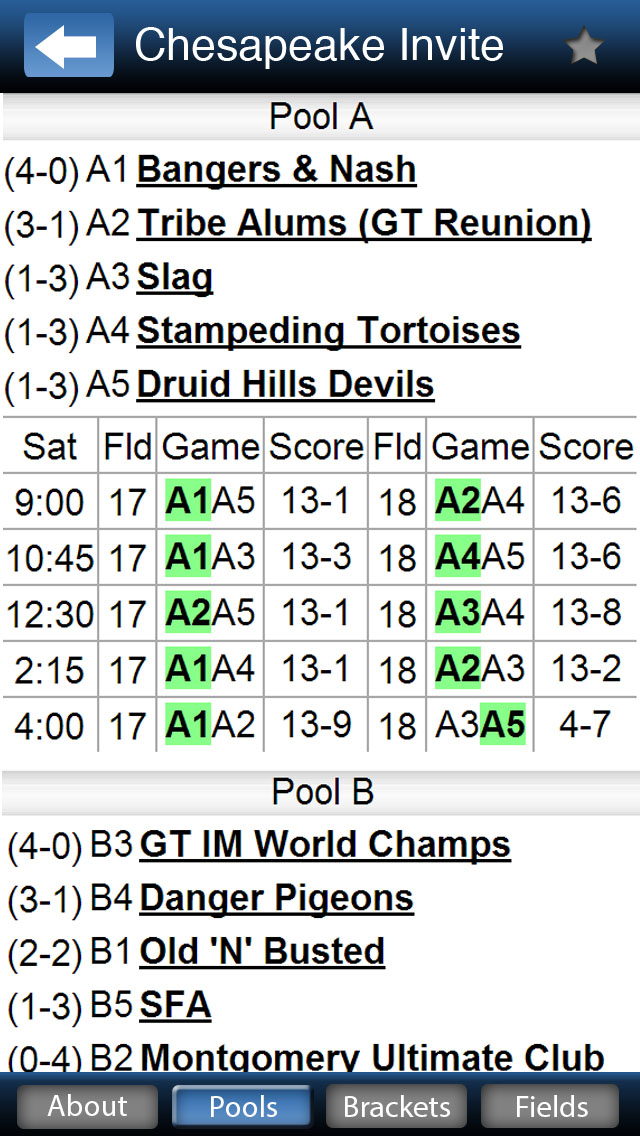 Chesapeake Invite
Pool A
(4-0) A1 Bangers & Nash
(3-1) A2 Tribe Alums (GT Reunion)
(1-3) A3 Slag
(1-3) A4 Stampeding Tortoises
(1-3) A5 Druid Hills Devils
Sat Fld Game Score Fld Game Score
9:00 17 A1A5 13-1 18 A2A4 13-6
10:45 17 A1A3 13-3 18 A4A5 13-6
12:30 17 A2A5 13-1 18 A3A4 13-8
2:15 17 A1A4 13-1 18 A2A3 13-2
4:00 17 A1A2 13-9 18 A3A5 4-7
Pool B
(4-0) B3 GT IM World Champs
(3-1) B4 Danger Pigeons
(2-2) B1 Old 'N' Busted
(1-3) B5 SFA
(0-4) B2 Montgomery Ultimate Club
About Pools Brackets Fields